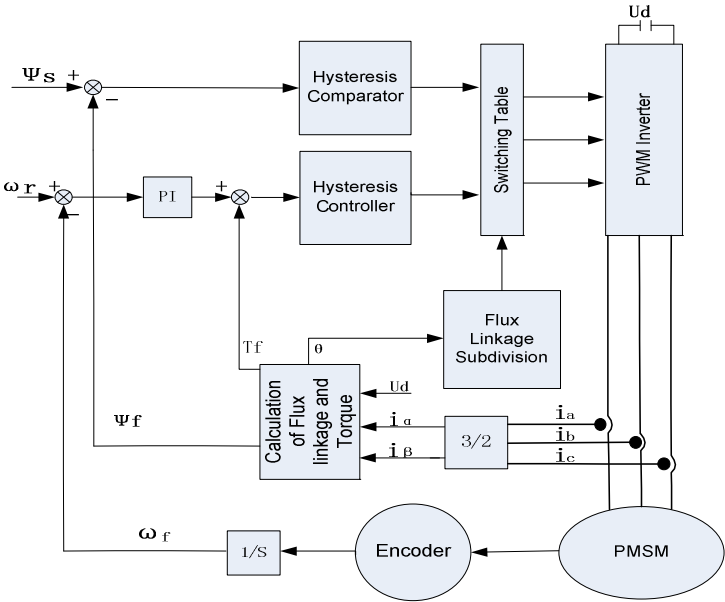 Ud
Ψs
+
−
Hysteresis
Comparator
Switching Table
PWM Inverter
ωr
+
−
PI
+
Hysteresis
Controller
Flux
Linkage
Subdivision
Tf
θ
Calculation
of Flux
linkage and
Torque
Ud
iα
iβ
3/2
ia
ib
ic
Ψf
ωf
1/S
Encoder
PMSM